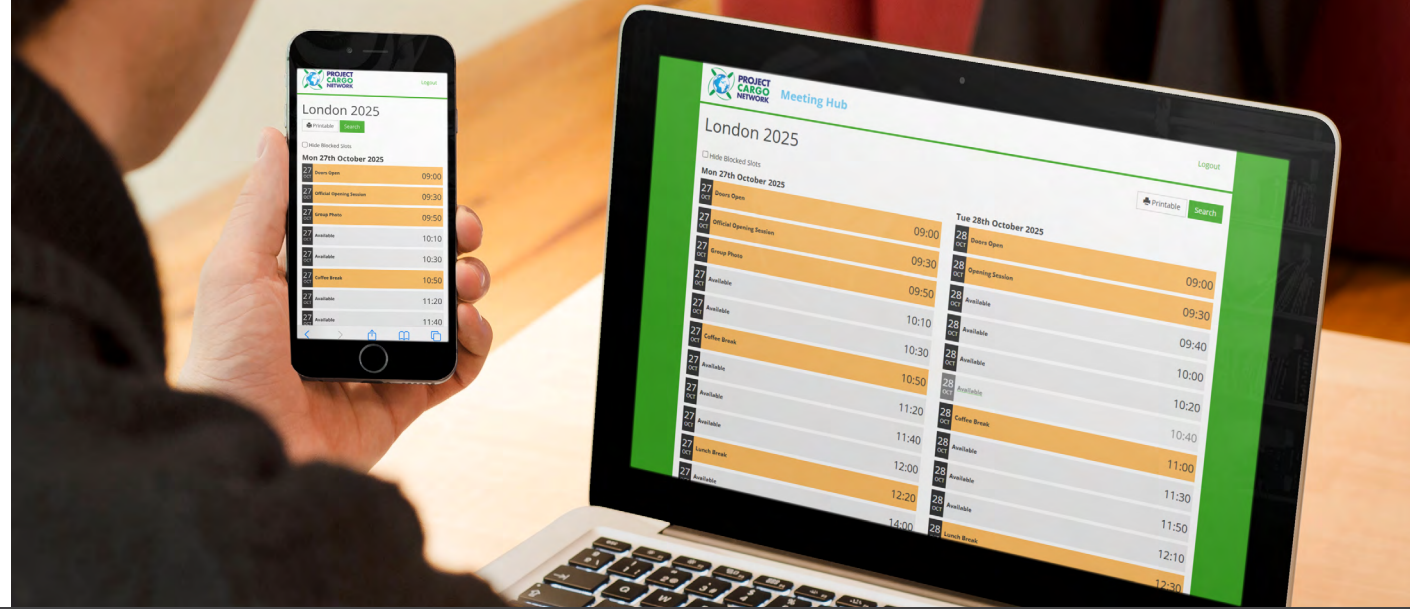 PROJECT
CARGO
NETWORK
Logout
London 2025
Printable
Search
Hide Blocked Slots
Mon 27th October 2025
27 OCT Doors Open 09:00
27 OCT Official Opening Session 09:30
27 OCT Group Photo 09:50
27 OCT Available 10:10
27 OCT Available 10:30
27 OCT Coffee Break 10:50
27 OCT Available 11:20
27 Available 11:40
PROJECT
CARGO
NETWORK
Meeting Hub
Logout
London 2025
Printable
Search
Hide Blocked Slots
Mon 27th October 2025
27 OCT Doors Open 09:00
27 OCT Official Opening Session 09:30
27 OCT Group Photo 09:50
27 OCT Available 10:10
27 OCT Available 10:30
27 OCT Coffee Break 10:50
27 OCT Available 11:20
27 OCT Available 11:40
27 OCT Available 12:00
27 OCT Lunch Break 12:20
27 Available 14:00
Tue 28th October 2025
28 OCT Doors Open 09:00
28 OCT Opening Session 09:30
28 OCT Available 09:40
28 OCT Available 10:00
28 OCT Available 10:20
28 OCT Available 10:40
28 OCT Coffee Break 11:00
28 OCT Available 11:30
28 OCT Available 11:50
28 OCT Available 12:10
28 Lunch Break 12:30